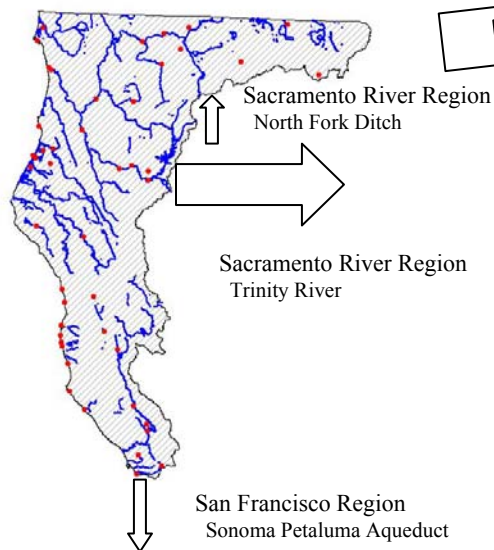 Sacramento River Region
North Fork Ditch
Sacramento River Region
Trinity River
San Francisco Region
Sonoma Petaluma Aqueduct